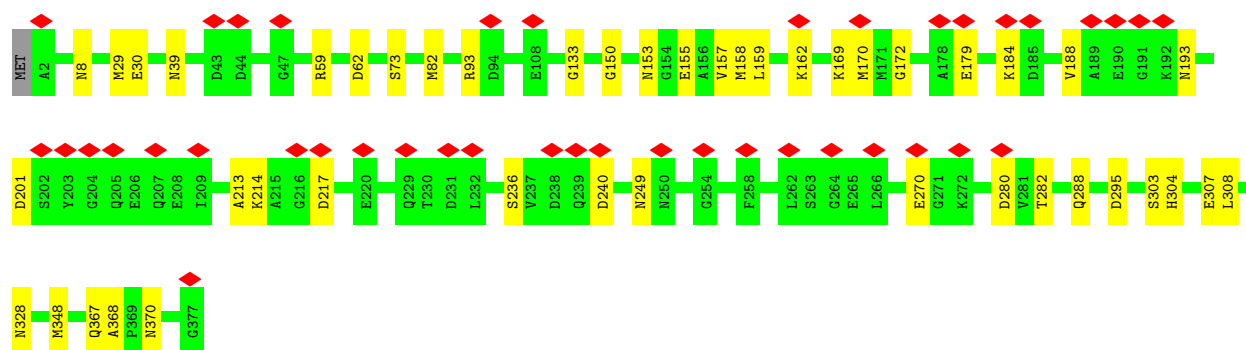 MET A2 N8 M29 E30 N39 D43 D44 G47 R59 D62 S73 M82 R93 D94 E108 G133 G150 N153 G154 E155 A156 V157 M158 L159 K162 K169 M170 M171 G172 A178 E179 K184 D185 V188 A189 E190 G191 K192 N193
D201 S202 Y203 G204 Q205 E206 Q207 E208 I209 A213 K214 A215 G216 D217 E220 Q229 T230 D231 L232 S236 V237 D238 Q239 D240 N249 N250 G254 F258 L262 S263 G264 E265 L266 E270 G271 K272 D280 V281 T282 Q288 D295 S303 H304 E307 L308
N328 M348 Q367 A368 P369 N370 G377